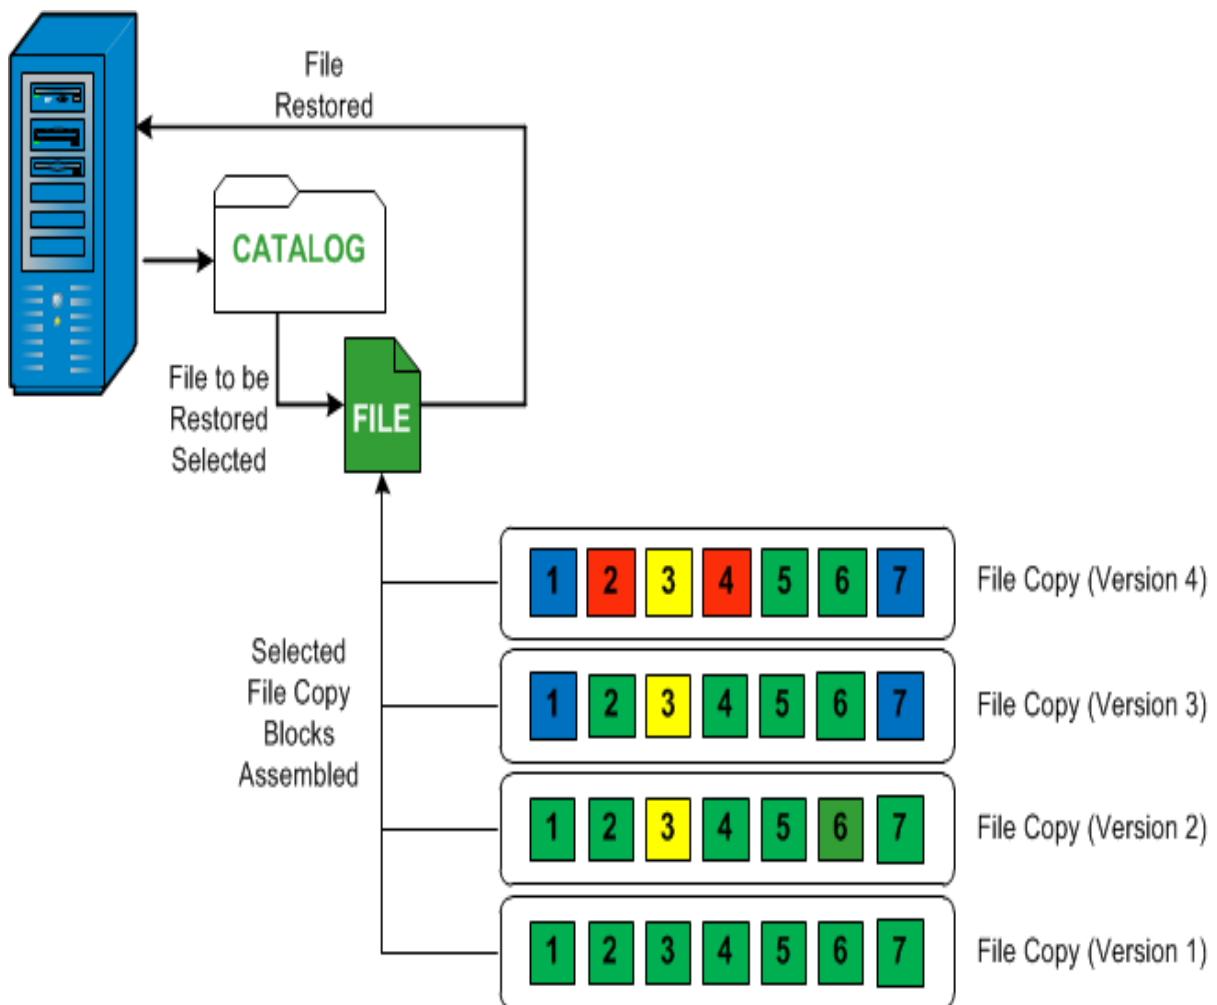 File
Restored
CATALOG
File to be
Restored
Selected
FILE
1 2 3 4 5 6 7 File Copy (Version 4)
Selected
File Copy
Blocks
Assembled
1 2 3 4 5 6 7 File Copy (Version 3)
1 2 3 4 5 6 7 File Copy (Version 2)
1 2 3 4 5 6 7 File Copy (Version 1)